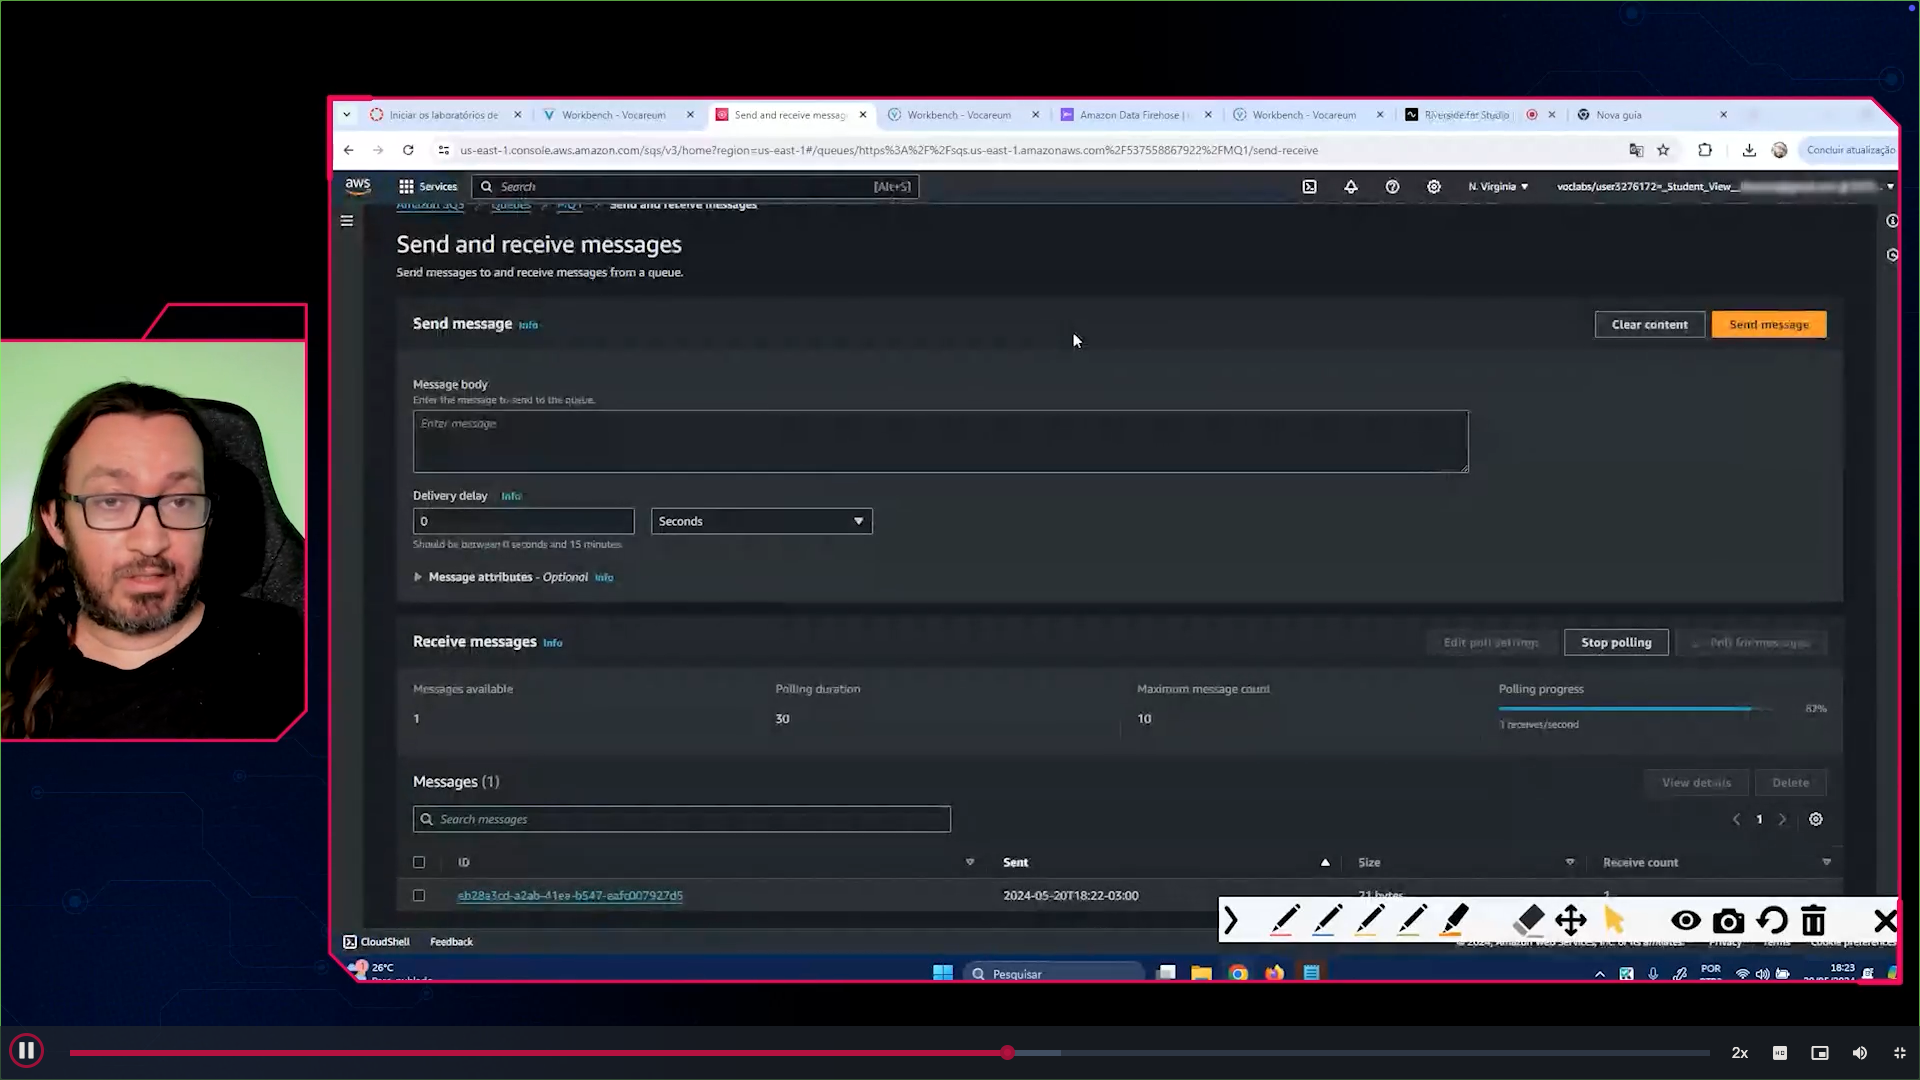 Iniciar os laboratórios de
Workbench - Vocareum
Send and receive messag
Workbench - Vocareum
Amazon Data Firehose |
Workbench - Vocareum
Riverside.fm Studio
Nova guia
us-east-1.console.aws.amazon.com/sqs/v3/home?region=us-east-1#/queues/https%3A%2F%2Fsqs.us-east-1.amazonaws.com%2F537558867922%2FMQ1/send-receive
Concluir atualização
aws
Services
Search
[Alt+S]
N. Virginia
voclabs/user3276172=_Student_View_
Amazon SQS
Queues
MQ1
Send and receive messages
Send and receive messages
Send messages to and receive messages from a queue.
Send message Info
Clear content
Send message
Message body
Enter the message to send to the queue.
Enter message
Delivery delay Info
0
Seconds
Should be between 0 seconds and 15 minutes.
Message attributes - Optional Info
Receive messages Info
Edit poll settings
Stop polling
Poll for messages
Messages available
1
Polling duration
30
Maximum message count
10
Polling progress
82%
1 receives/second
Messages (1)
View details
Delete
Search messages
1
ID
Sent
Size
Receive count
eb28a3cd-a2ab-41ee-b547-eafc007927d5
2024-05-20T18:22-03:00
21 bytes
1
CloudShell
Feedback
© 2024, Amazon Web Services, Inc. or its affiliates.
Privacy
Terms
Cookie preferences
26°C
Pesquisar
POR
18:23
2x
HD